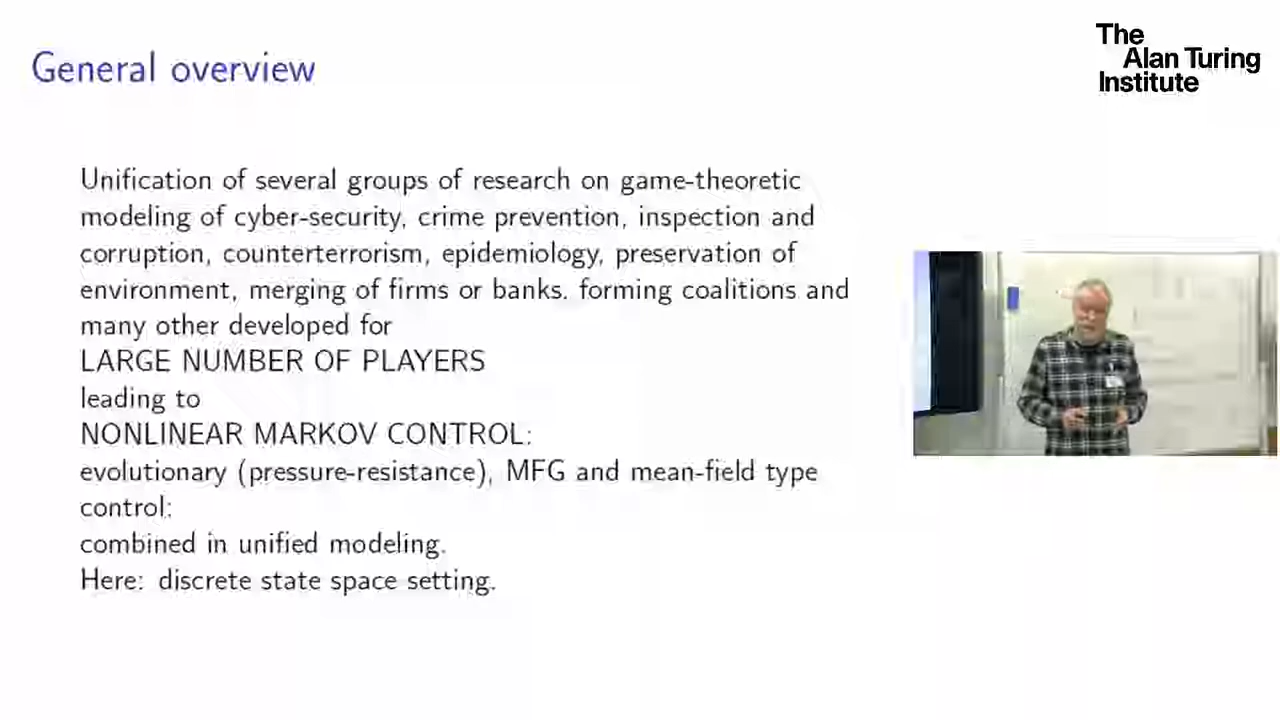 General overview
The
Alan Turing
Institute
Unification of several groups of research on game-theoretic
modeling of cyber-security, crime prevention, inspection and
corruption, counterterrorism, epidemiology, preservation of
environment, merging of firms or banks. forming coalitions and
many other developed for
LARGE NUMBER OF PLAYERS
leading to
NONLINEAR MARKOV CONTROL:
evolutionary (pressure-resistance), MFG and mean-field type
control:
combined in unified modeling.
Here: discrete state space setting.